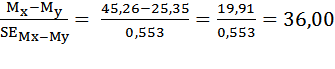 Mx−My / SEMx−My = 45,26−25,35 / 0,553 = 19,91 / 0,553 = 36,00